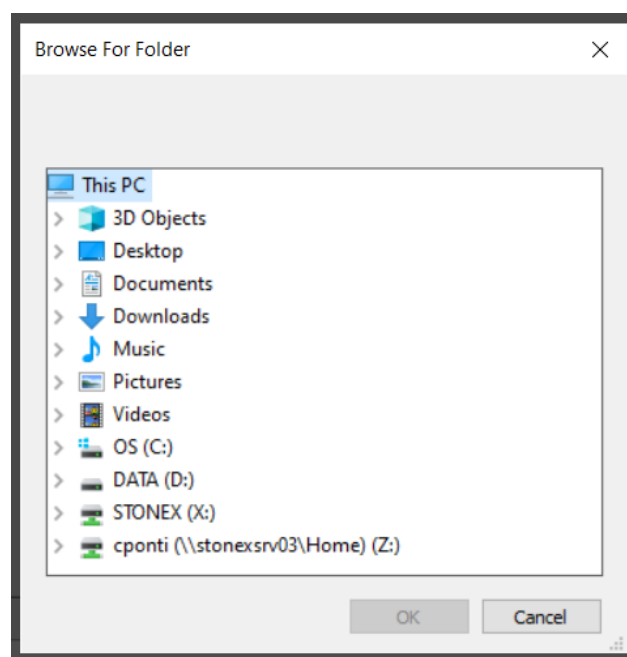 Browse For Folder
This PC
3D Objects
Desktop
Documents
Downloads
Music
Pictures
Videos
OS (C:)
DATA (D:)
STONEX (X:)
cponti (\\stonexsrv03\Home) (Z:)
OK
Cancel